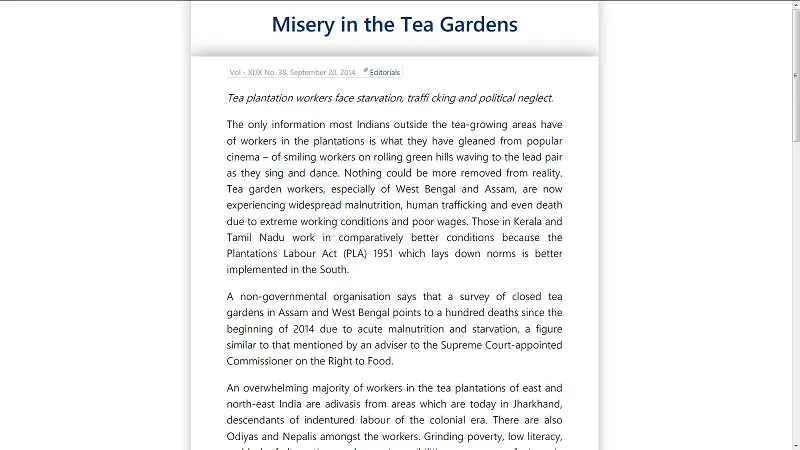 Misery in the Tea Gardens
Vol - XLIX No. 38, September 20, 2014 Editorials
Tea plantation workers face starvation, traffi cking and political neglect.
The only information most Indians outside the tea-growing areas have
of workers in the plantations is what they have gleaned from popular
cinema – of smiling workers on rolling green hills waving to the lead pair
as they sing and dance. Nothing could be more removed from reality.
Tea garden workers, especially of West Bengal and Assam, are now
experiencing widespread malnutrition, human trafficking and even death
due to extreme working conditions and poor wages. Those in Kerala and
Tamil Nadu work in comparatively better conditions because the
Plantations Labour Act (PLA) 1951 which lays down norms is better
implemented in the South.
A non-governmental organisation says that a survey of closed tea
gardens in Assam and West Bengal points to a hundred deaths since the
beginning of 2014 due to acute malnutrition and starvation, a figure
similar to that mentioned by an adviser to the Supreme Court-appointed
Commissioner on the Right to Food.
An overwhelming majority of workers in the tea plantations of east and
north-east India are adivasis from areas which are today in Jharkhand,
descendants of indentured labour of the colonial era. There are also
Odiyas and Nepalis amongst the workers. Grinding poverty, low literacy,